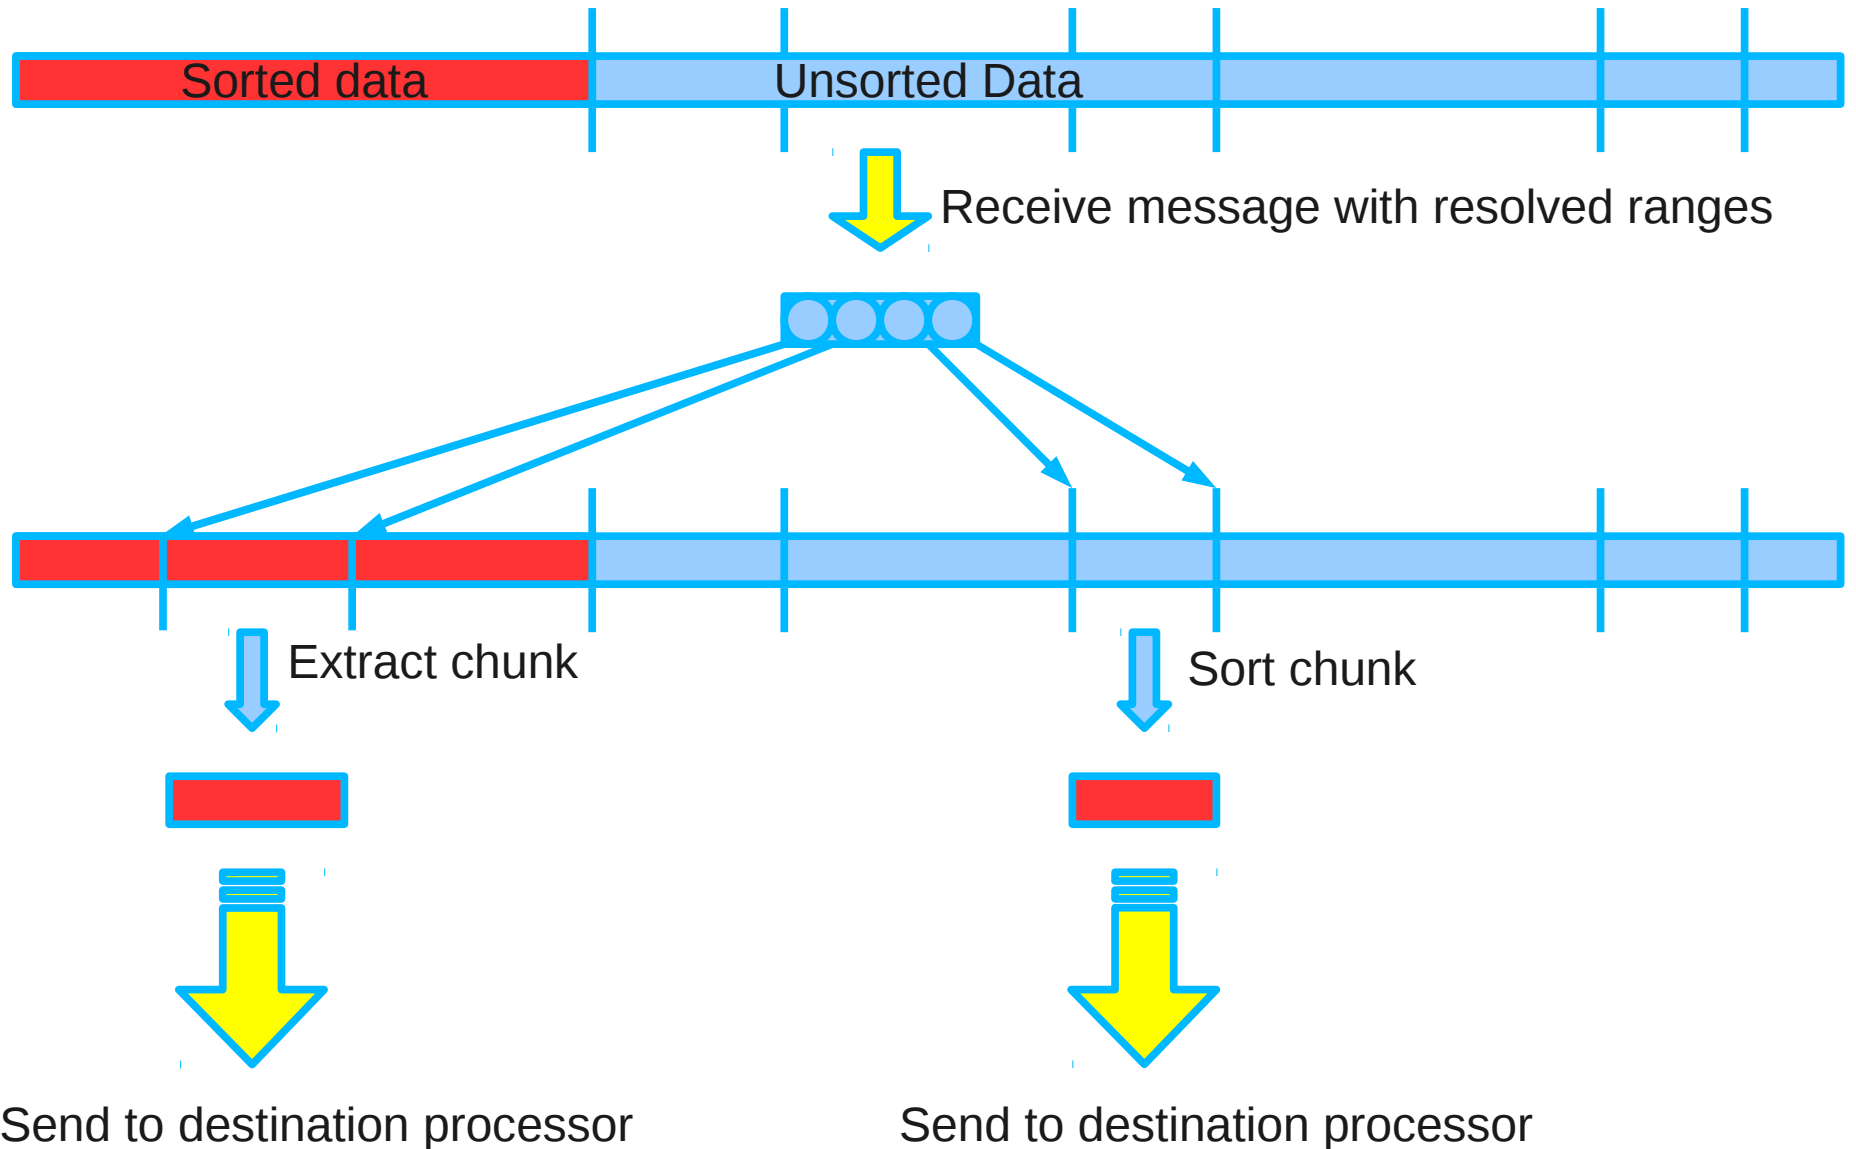 Sorted data
Unsorted Data
Receive message with resolved ranges
Extract chunk
Sort chunk
Send to destination processor
Send to destination processor